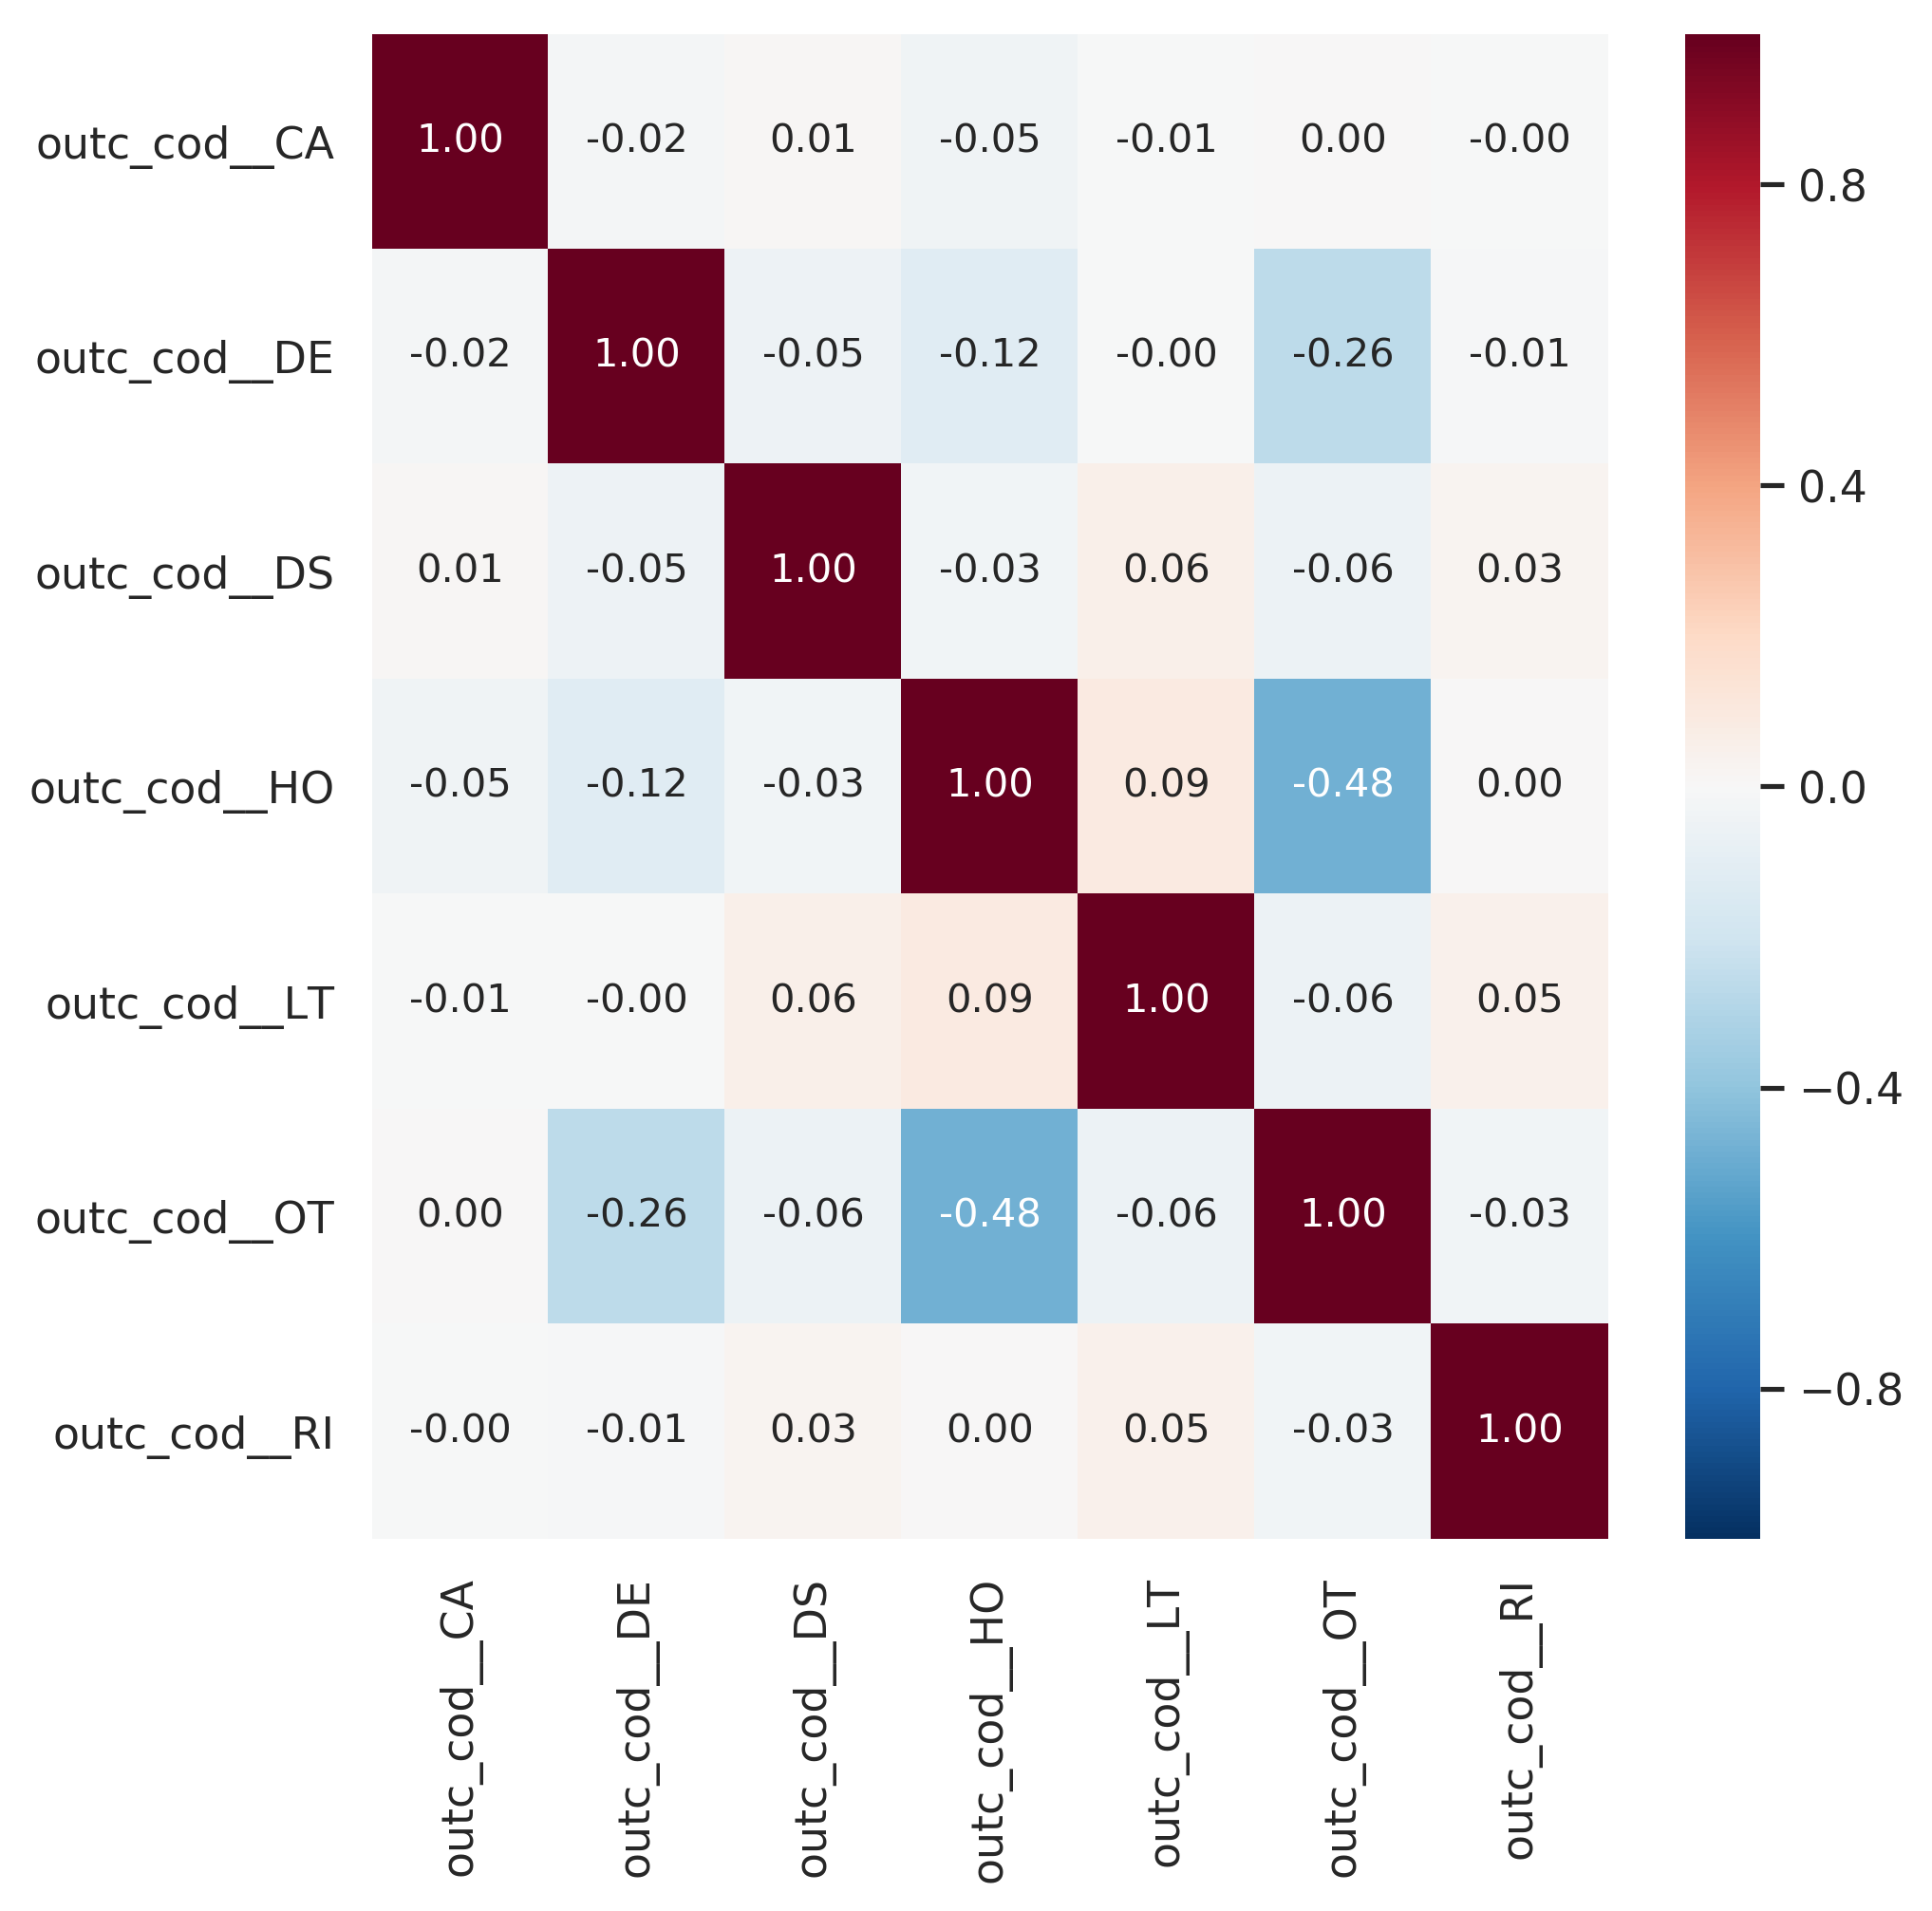 outc_cod__CA 1.00 -0.02 0.01 -0.05 -0.01 0.00 -0.00
outc_cod__DE -0.02 1.00 -0.05 -0.12 -0.00 -0.26 -0.01
outc_cod__DS 0.01 -0.05 1.00 -0.03 0.06 -0.06 0.03
outc_cod__HO -0.05 -0.12 -0.03 1.00 0.09 -0.48 0.00
outc_cod__LT -0.01 -0.00 0.06 0.09 1.00 -0.06 0.05
outc_cod__OT 0.00 -0.26 -0.06 -0.48 -0.06 1.00 -0.03
outc_cod__RI -0.00 -0.01 0.03 0.00 0.05 -0.03 1.00
outc_cod__CA
outc_cod__DE
outc_cod__DS
outc_cod__HO
outc_cod__LT
outc_cod__OT
outc_cod__RI
0.8
0.4
0.0
−0.4
−0.8